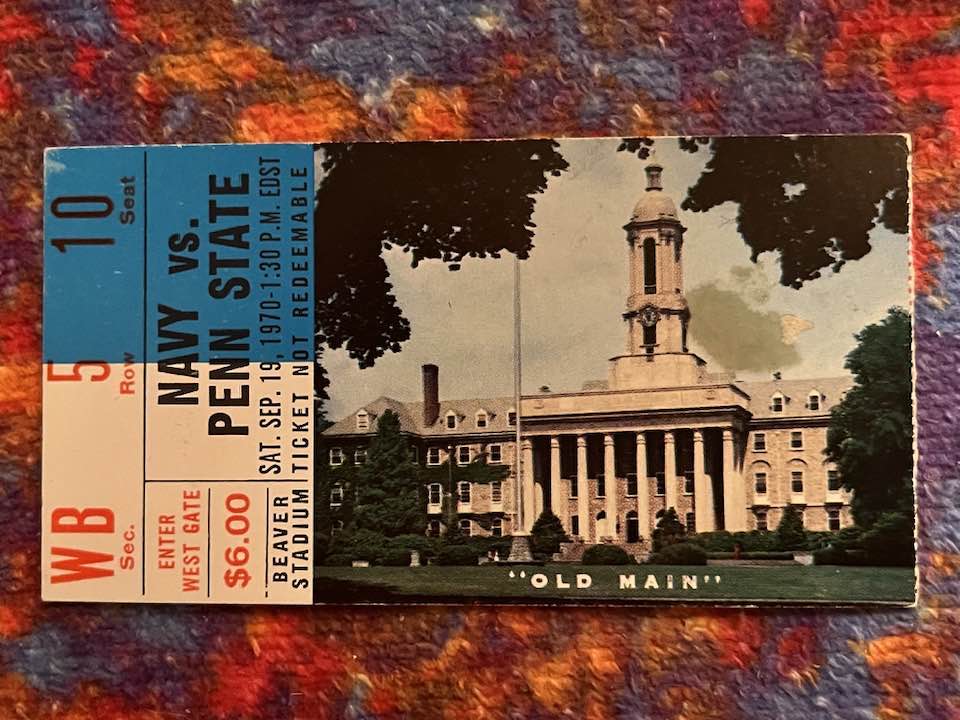 WB 5 10
Sec. Row Seat
NAVY vs.
PENN STATE
SAT. SEP. 19, 1970-1:30 P.M. EDST
TICKET NOT REDEEMABLE
ENTER
WEST GATE
$6.00
BEAVER
STADIUM
"OLD MAIN"